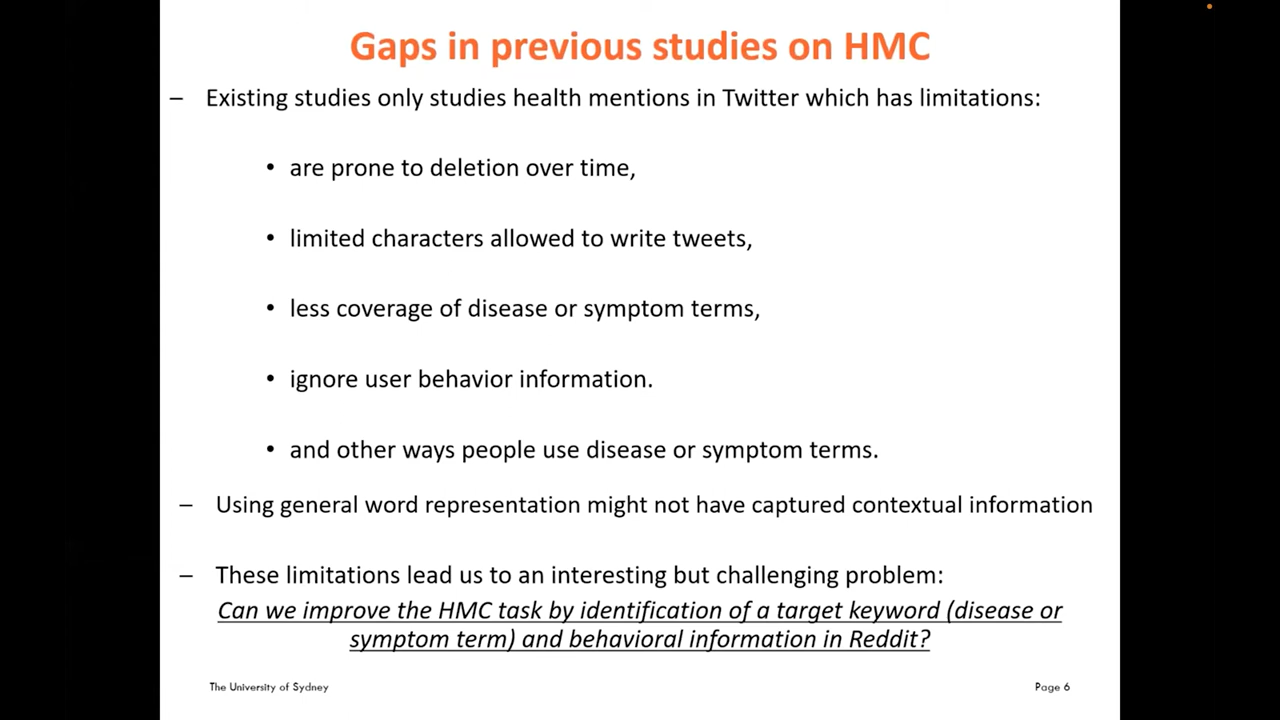 Gaps in previous studies on HMC
– Existing studies only studies health mentions in Twitter which has limitations:
• are prone to deletion over time,
• limited characters allowed to write tweets,
• less coverage of disease or symptom terms,
• ignore user behavior information.
• and other ways people use disease or symptom terms.
– Using general word representation might not have captured contextual information
– These limitations lead us to an interesting but challenging problem:
Can we improve the HMC task by identification of a target keyword (disease or
symptom term) and behavioral information in Reddit?
The University of Sydney
Page 6